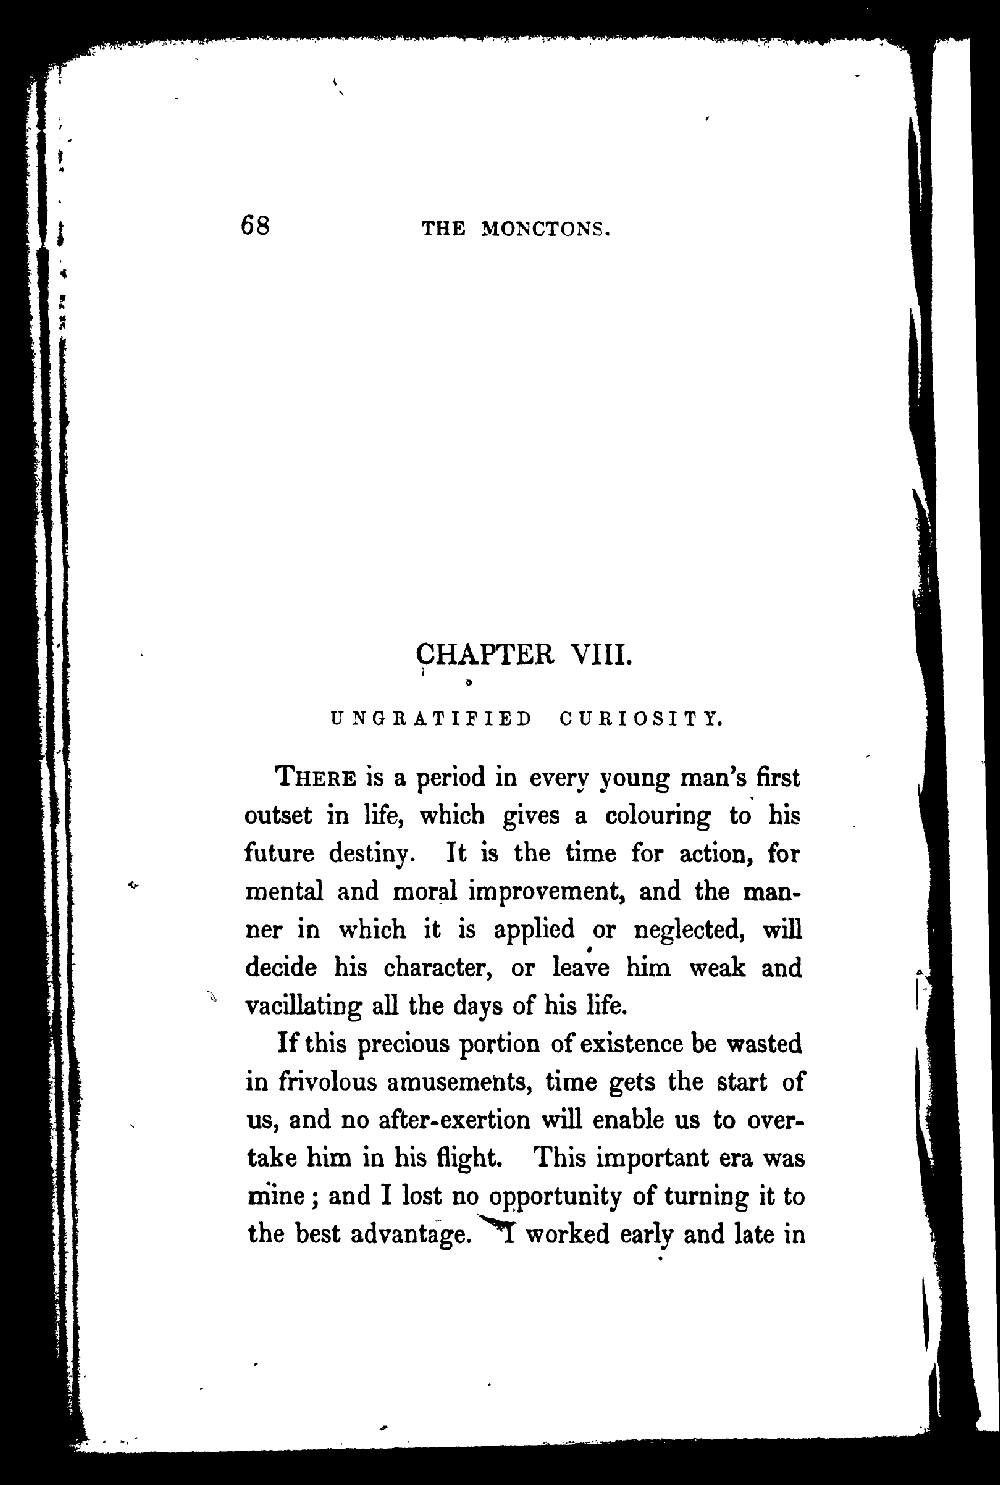 68 THE MONCTONS.
CHAPTER VIII.
UNGRATIFIED CURIOSITY.
THERE is a period in every young man's first
outset in life, which gives a colouring to his
future destiny. It is the time for action, for
mental and moral improvement, and the man-
ner in which it is applied or neglected, will
decide his character, or leave him weak and
vacillating all the days of his life.
If this precious portion of existence be wasted
in frivolous amusements, time gets the start of
us, and no after-exertion will enable us to over-
take him in his flight. This important era was
mine ; and I lost no opportunity of turning it to
the best advantage. I worked early and late in